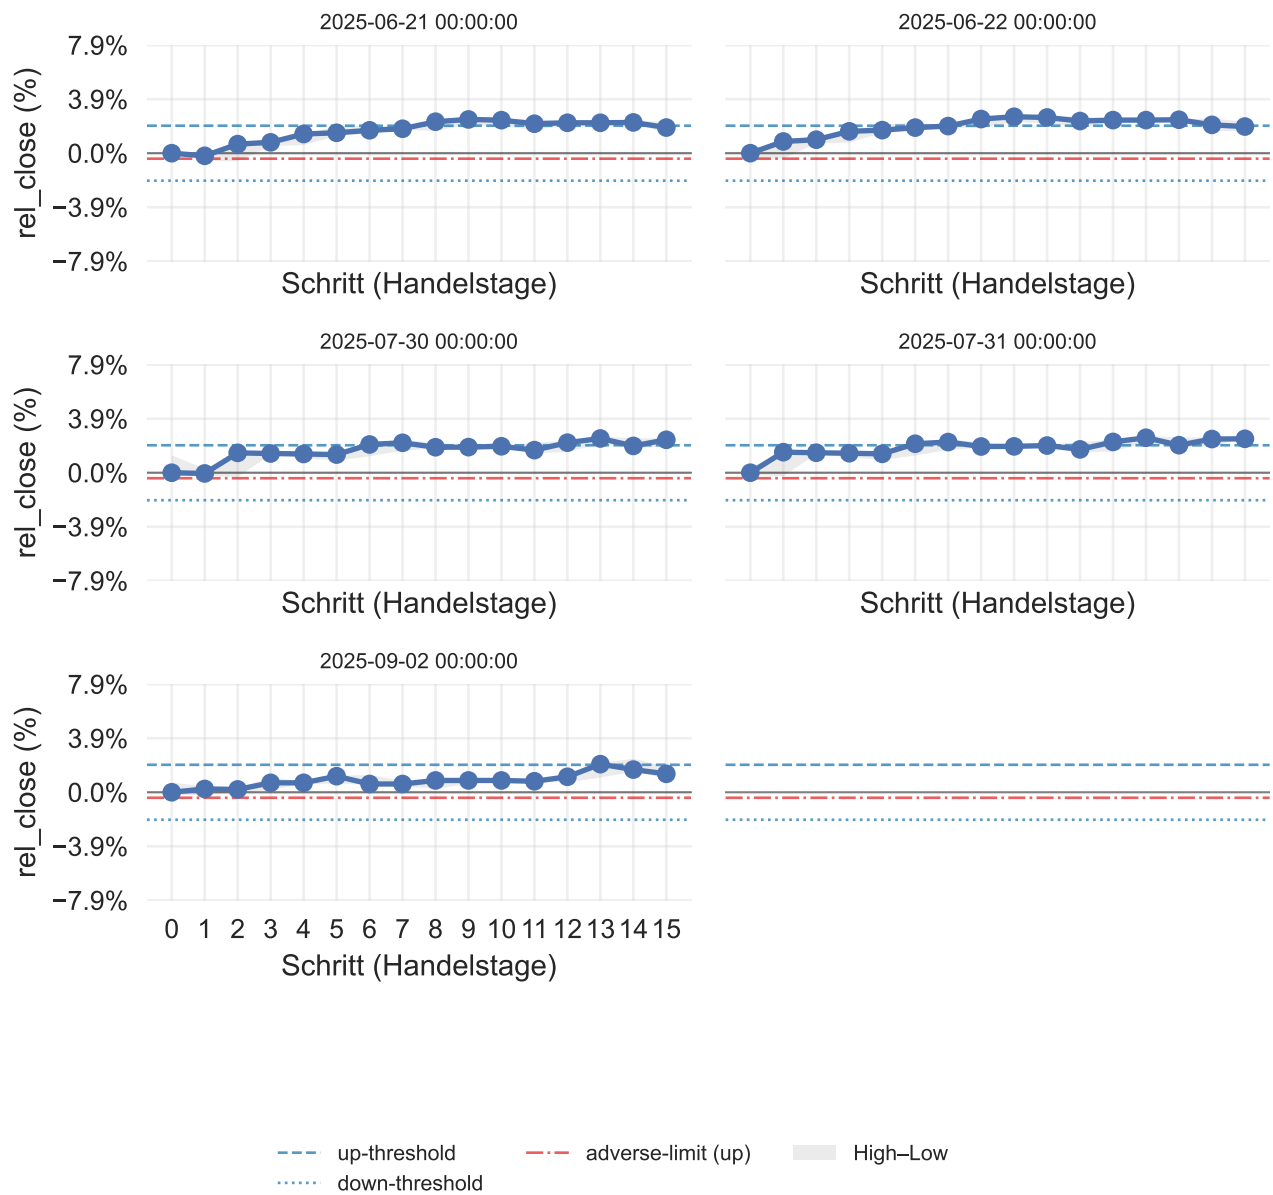 2025-06-21 00:00:00
2025-06-22 00:00:00
7.9%
3.9%
0.0%
−3.9%
−7.9%
rel_close (%)
Schritt (Handelstage)
Schritt (Handelstage)
2025-07-30 00:00:00
2025-07-31 00:00:00
7.9%
3.9%
0.0%
−3.9%
−7.9%
rel_close (%)
Schritt (Handelstage)
Schritt (Handelstage)
2025-09-02 00:00:00
7.9%
3.9%
0.0%
−3.9%
−7.9%
rel_close (%)
0 1 2 3 4 5 6 7 8 9 10 11 12 13 14 15
Schritt (Handelstage)
up-threshold adverse-limit (up) High–Low
down-threshold